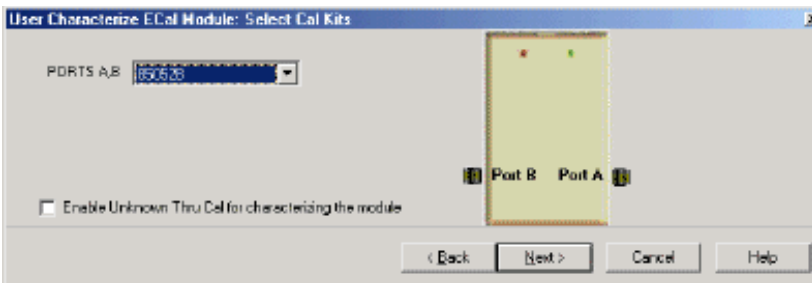 User Characterize ECal Module: Select Cal Kits
PORTS A,B
85052B
Port B
Port A
Enable Unknown Thru Cal for characterizing the module
< Back
Next >
Cancel
Help